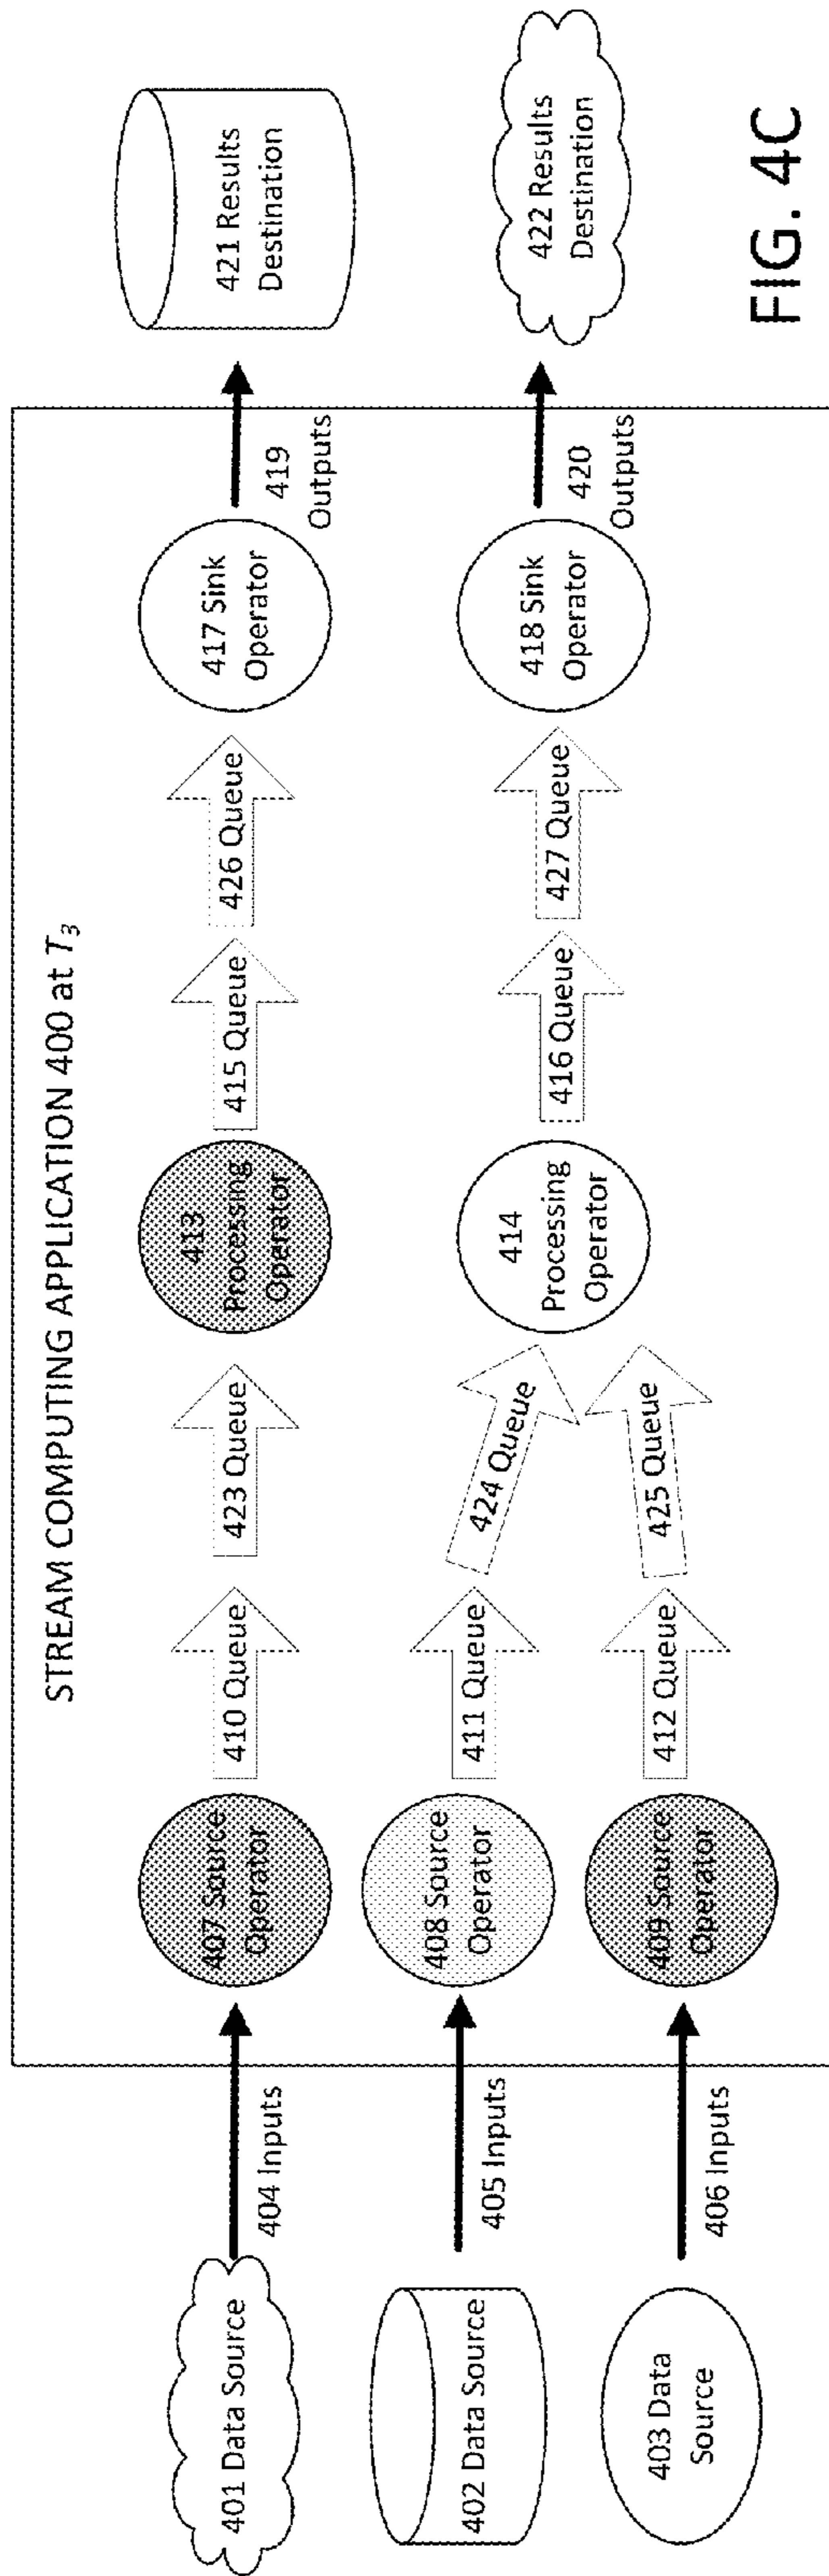 STREAM COMPUTING APPLICATION 400 at T3
401 Data Source
404 Inputs
407 Source
Operator
410 Queue
423 Queue
413
Processing
Operator
415 Queue
426 Queue
417 Sink
Operator
419
Outputs
421 Results
Destination
402 Data Source
405 Inputs
408 Source
Operator
411 Queue
424 Queue
414
Processing
Operator
416 Queue
427 Queue
418 Sink
Operator
420
Outputs
422 Results
Destination
403 Data
Source
406 Inputs
409 Source
Operator
412 Queue
425 Queue
FIG. 4C